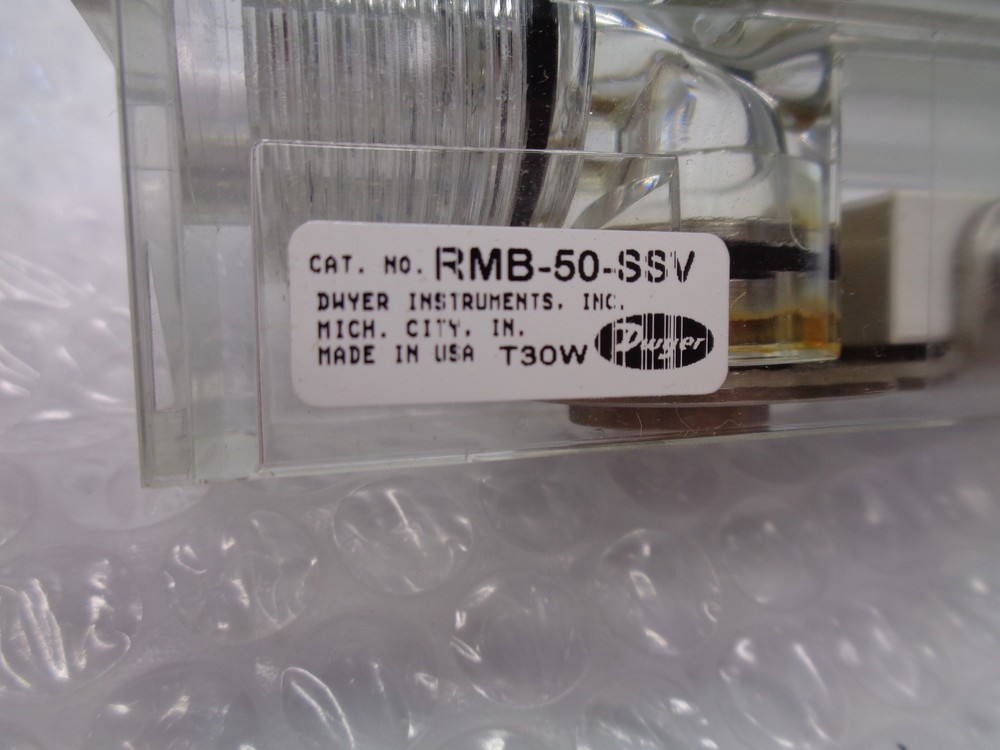 CAT. NO. RMB-50-SSV
DWYER INSTRUMENTS, INC.
MICH. CITY, IN.
MADE IN USA T30W Dwyer